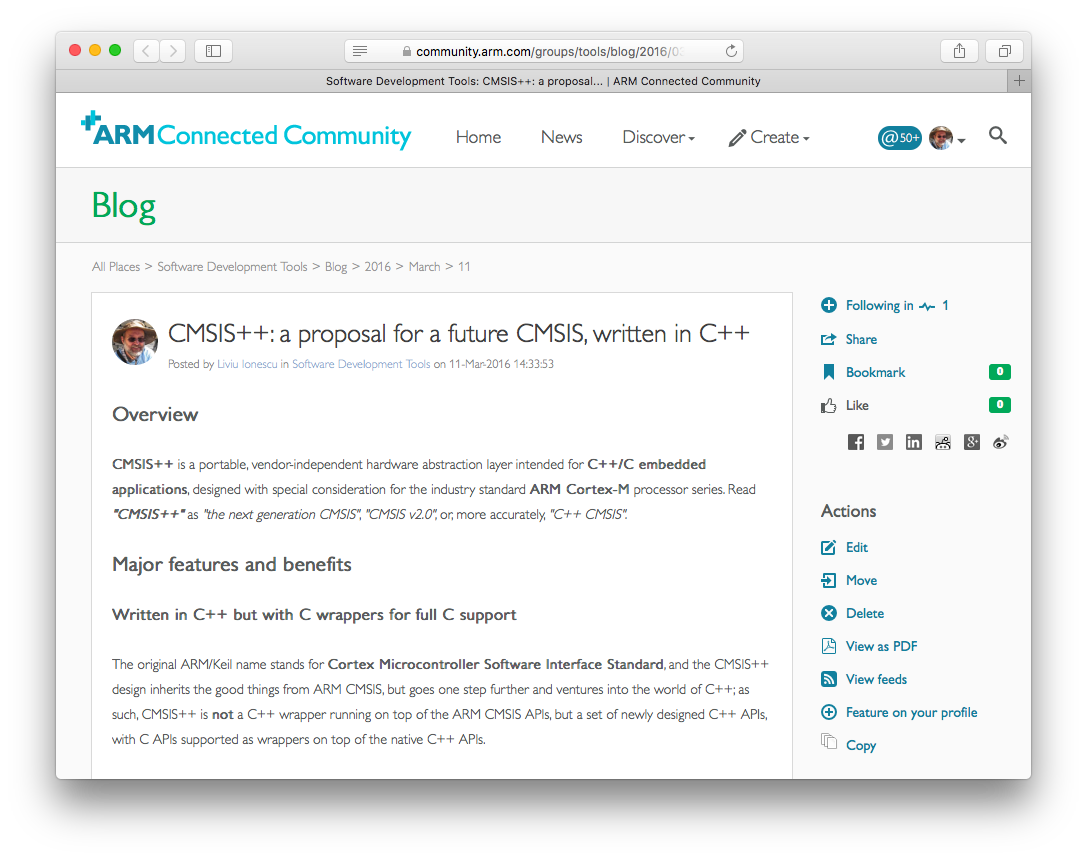 community.arm.com/groups/tools/blog/2016/03
Software Development Tools: CMSIS++: a proposal... | ARM Connected Community
ARM Connected Community
Home
News
Discover
Create
@50+
Blog
All Places > Software Development Tools > Blog > 2016 > March > 11
CMSIS++: a proposal for a future CMSIS, written in C++
Posted by Liviu Ionescu in Software Development Tools on 11-Mar-2016 14:33:53
Overview
CMSIS++ is a portable, vendor-independent hardware abstraction layer intended for C++/C embedded
applications, designed with special consideration for the industry standard ARM Cortex-M processor series. Read
"CMSIS++" as "the next generation CMSIS", "CMSIS v2.0", or, more accurately, "C++ CMSIS".
Major features and benefits
Written in C++ but with C wrappers for full C support
The original ARM/Keil name stands for Cortex Microcontroller Software Interface Standard, and the CMSIS++
design inherits the good things from ARM CMSIS, but goes one step further and ventures into the world of C++; as
such, CMSIS++ is not a C++ wrapper running on top of the ARM CMSIS APIs, but a set of newly designed C++ APIs,
with C APIs supported as wrappers on top of the native C++ APIs.
Following in 1
Share
Bookmark 0
Like 0
Actions
Edit
Move
Delete
View as PDF
View feeds
Feature on your profile
Copy